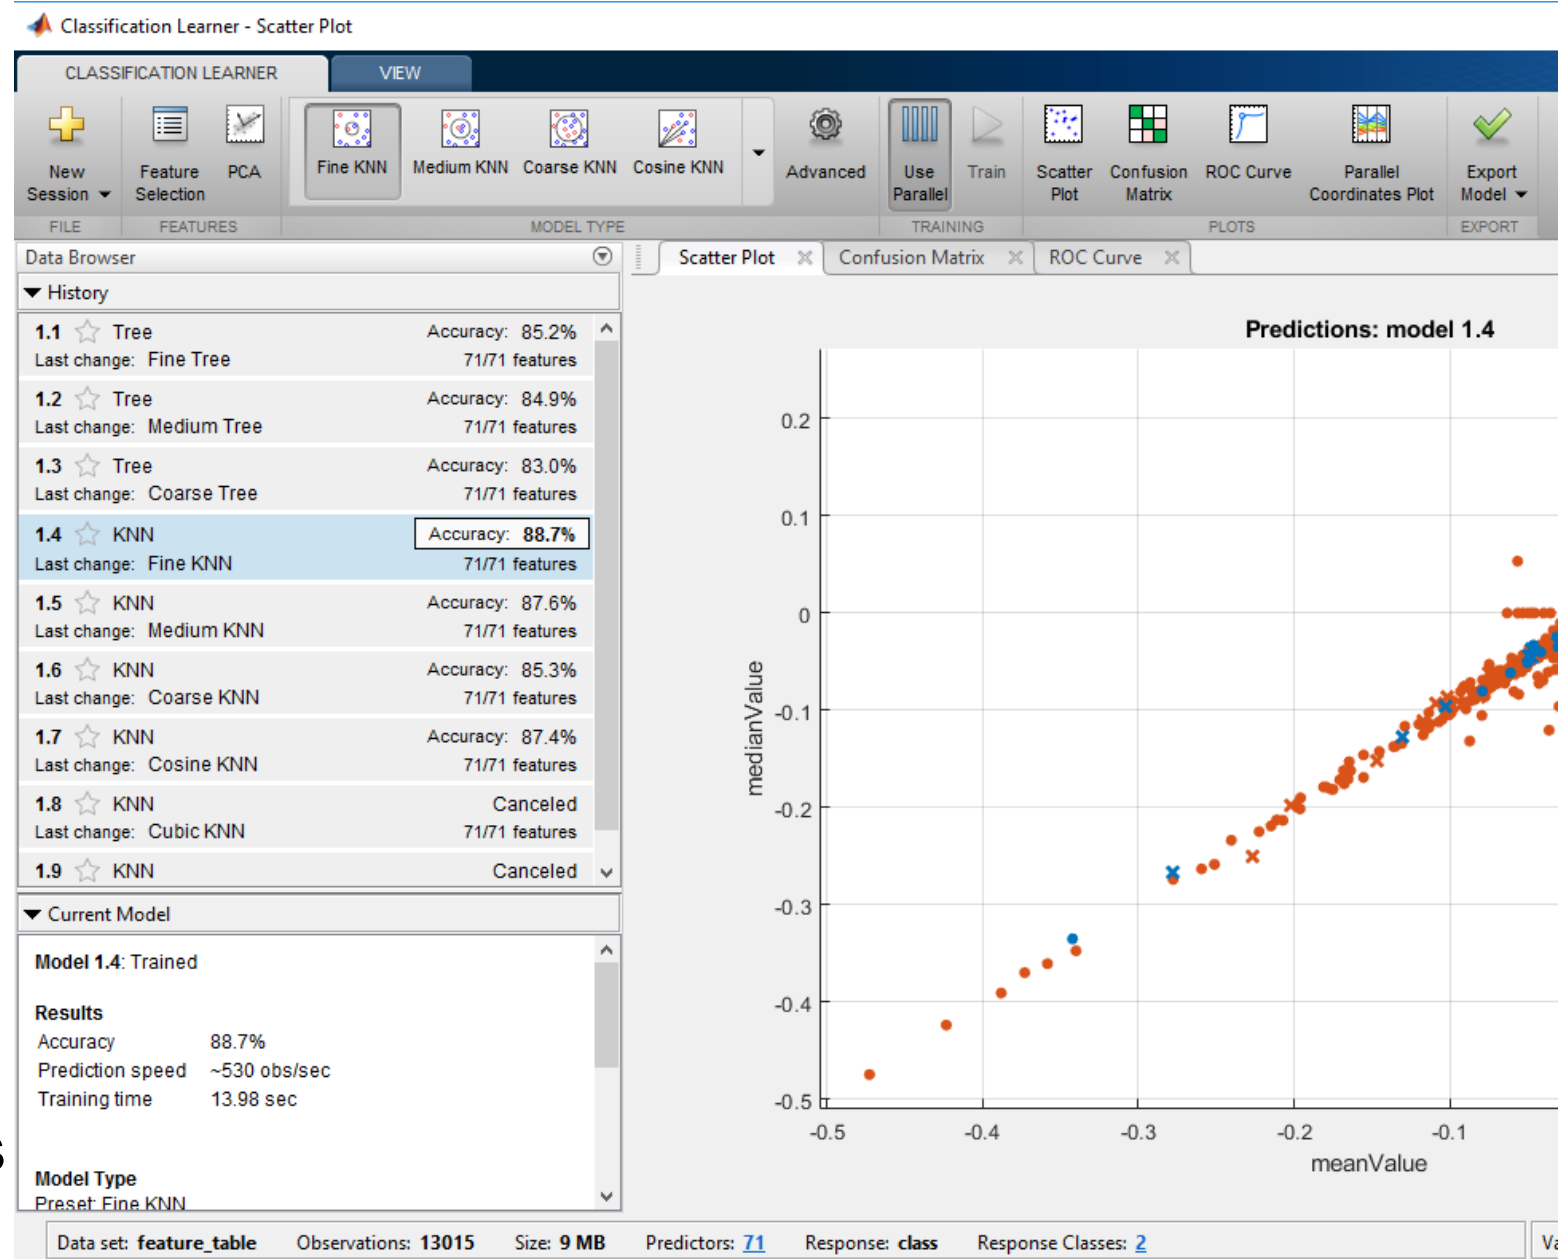 Classification Learner - Scatter Plot
CLASSIFICATION LEARNER VIEW
New Session
Feature Selection
PCA
Fine KNN
Medium KNN
Coarse KNN
Cosine KNN
Advanced
Use Parallel
Train
Scatter Plot
Confusion Matrix
ROC Curve
Parallel Coordinates Plot
Export Model
FILE FEATURES MODEL TYPE TRAINING PLOTS EXPORT
Data Browser
Scatter Plot Confusion Matrix ROC Curve
History
1.1 Tree Accuracy: 85.2%
Last change: Fine Tree 71/71 features
1.2 Tree Accuracy: 84.9%
Last change: Medium Tree 71/71 features
1.3 Tree Accuracy: 83.0%
Last change: Coarse Tree 71/71 features
1.4 KNN Accuracy: 88.7%
Last change: Fine KNN 71/71 features
1.5 KNN Accuracy: 87.6%
Last change: Medium KNN 71/71 features
1.6 KNN Accuracy: 85.3%
Last change: Coarse KNN 71/71 features
1.7 KNN Accuracy: 87.4%
Last change: Cosine KNN 71/71 features
1.8 KNN Canceled
Last change: Cubic KNN 71/71 features
1.9 KNN Canceled
Current Model
Model 1.4: Trained
Results
Accuracy 88.7%
Prediction speed ~530 obs/sec
Training time 13.98 sec
Model Type
Preset: Fine KNN
Predictions: model 1.4
0.2
0.1
0
-0.1
-0.2
-0.3
-0.4
-0.5
medianValue
-0.5 -0.4 -0.3 -0.2 -0.1
meanValue
Data set: feature_table Observations: 13015 Size: 9 MB Predictors: 71 Response: class Response Classes: 2